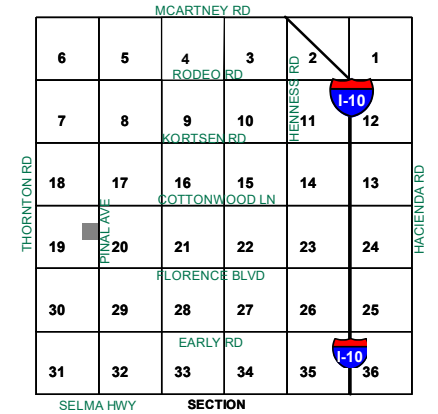 MCARTNEY RD
6 5 4 3 2 1
RODEO RD
HENNESS RD
I-10
7 8 9 10 11 12
KORTSEN RD
18 17 16 15 14 13
COTTONWOOD LN
THORNTON RD
PINAL AVE
HACIENDA RD
19 20 21 22 23 24
FLORENCE BLVD
30 29 28 27 26 25
EARLY RD
I-10
31 32 33 34 35 36
SELMA HWY
SECTION